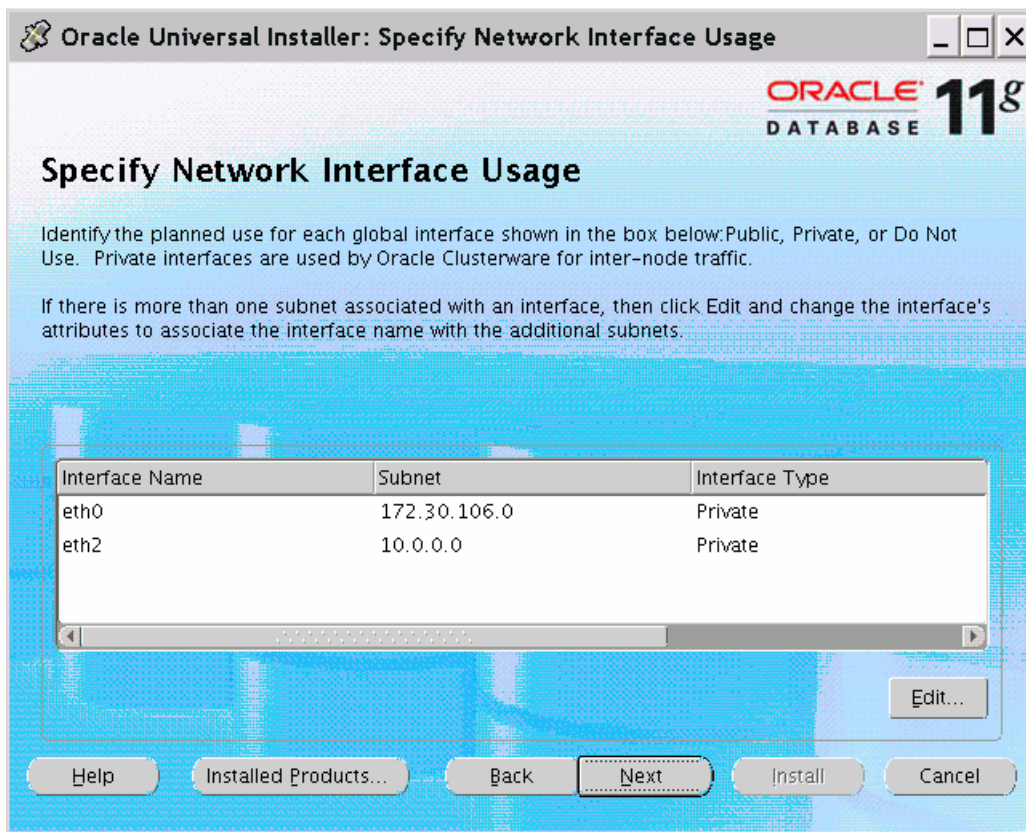 Oracle Universal Installer: Specify Network Interface Usage
ORACLE 11g
DATABASE
Specify Network Interface Usage
Identify the planned use for each global interface shown in the box below:Public, Private, or Do Not
Use. Private interfaces are used by Oracle Clusterware for inter-node traffic.
If there is more than one subnet associated with an interface, then click Edit and change the interface's
attributes to associate the interface name with the additional subnets.
Interface Name Subnet Interface Type
eth0 172.30.106.0 Private
eth2 10.0.0.0 Private
Edit...
Help Installed Products... Back Next Install Cancel